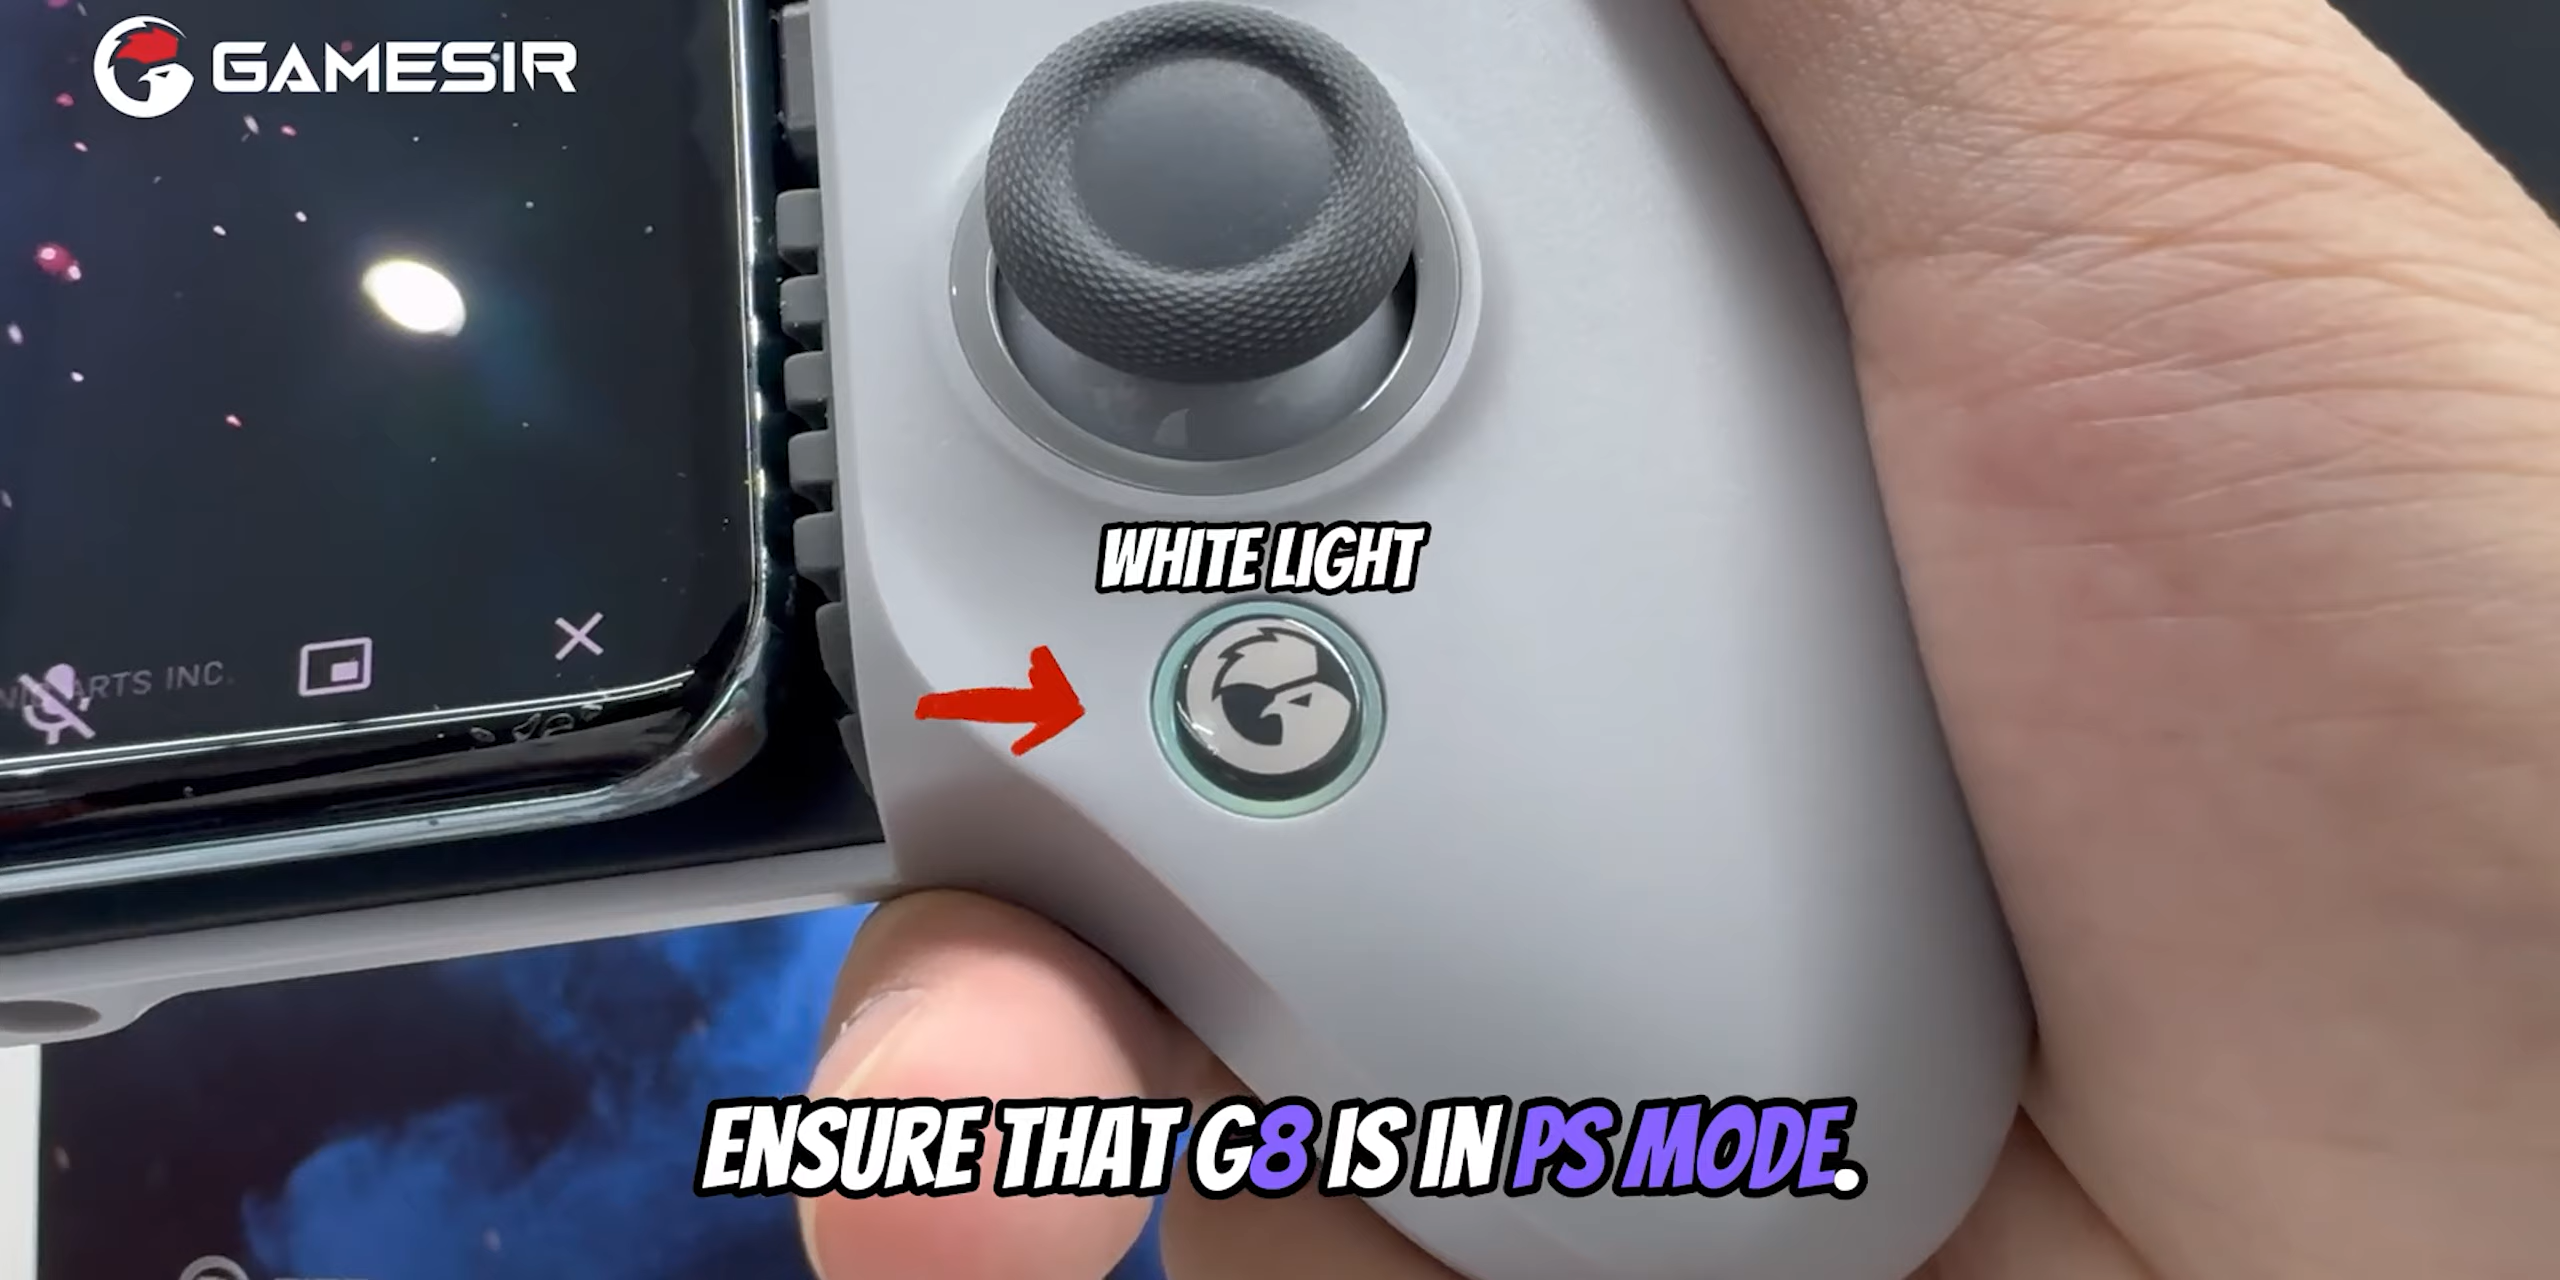 GAMESIR
WHITE LIGHT
ARTS INC.
ENSURE THAT G8 IS IN PS MODE.